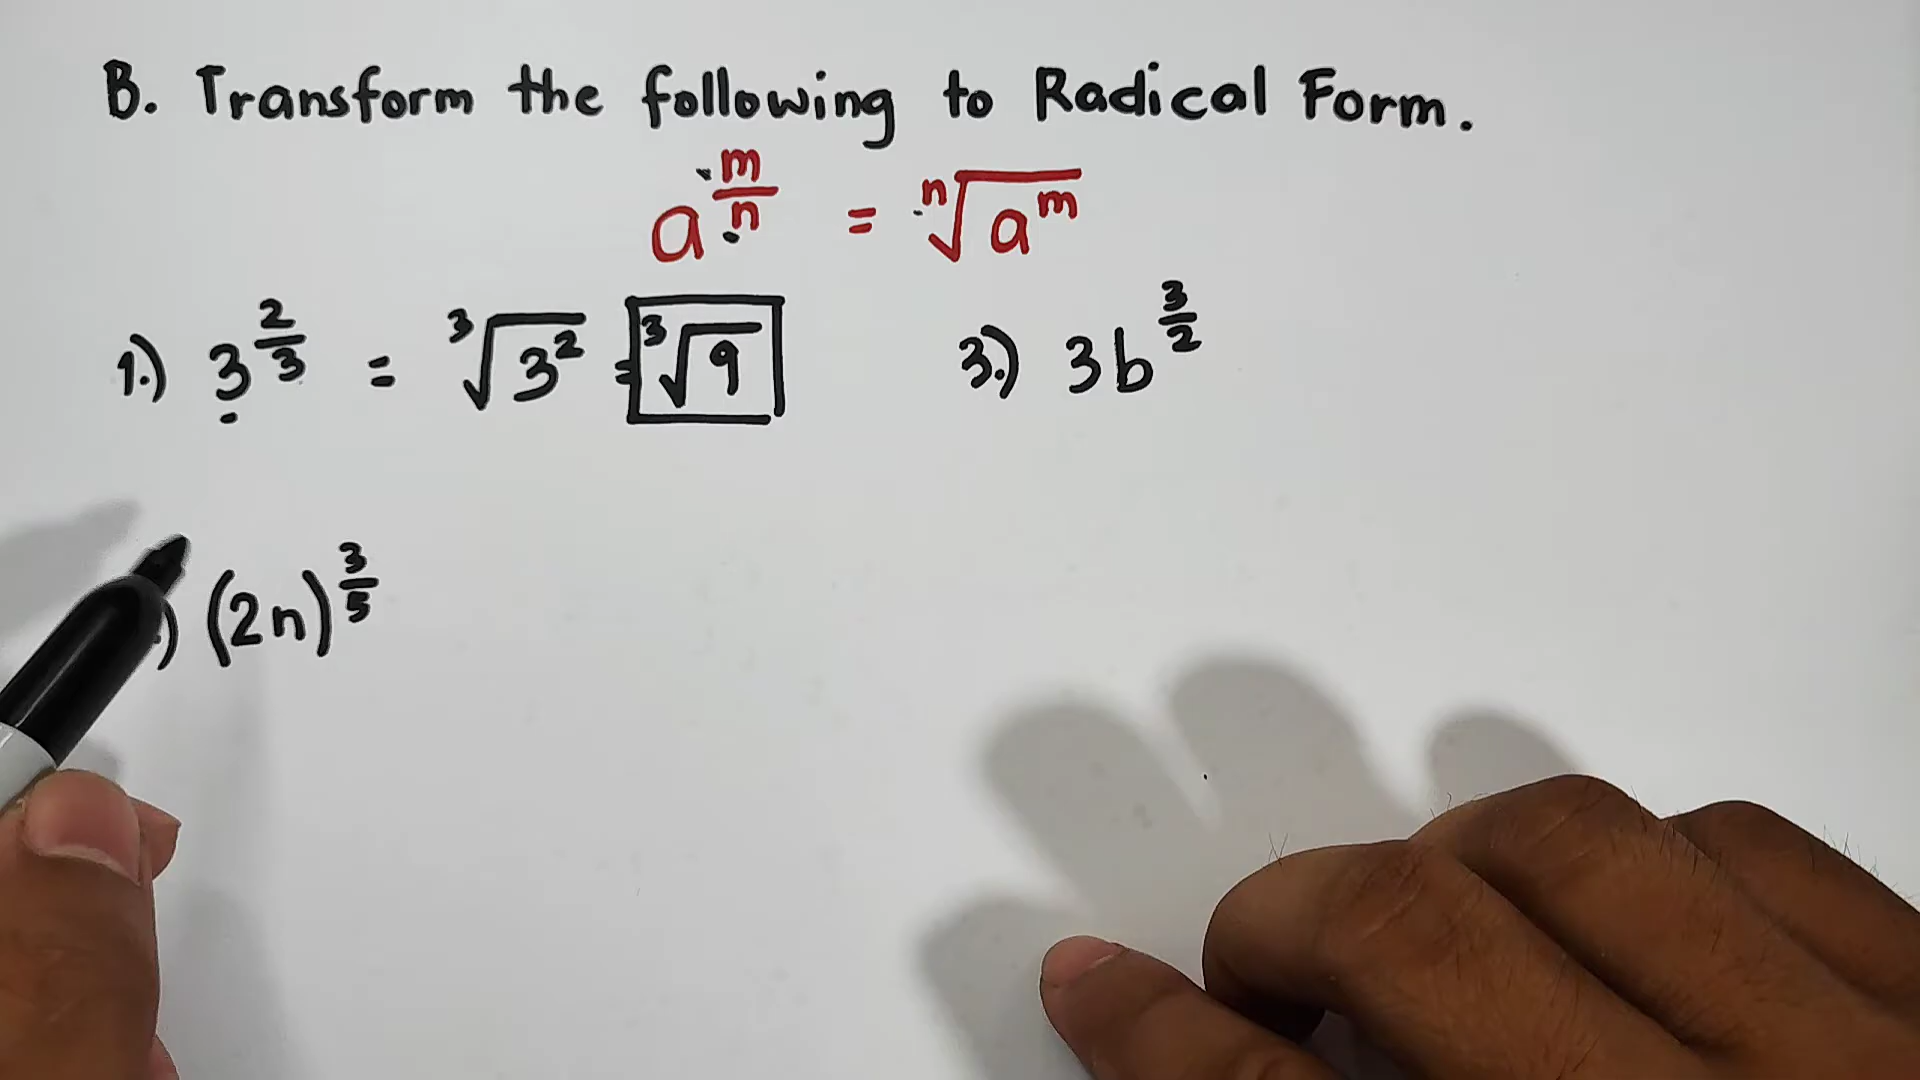 B. Transform the following to Radical Form.
a^(m/n) = ⁿ√(a^m)
1.) 3^(2/3) = ³√(3²) = ³√9
3.) 3b^(3/2)
) (2n)^(3/5)